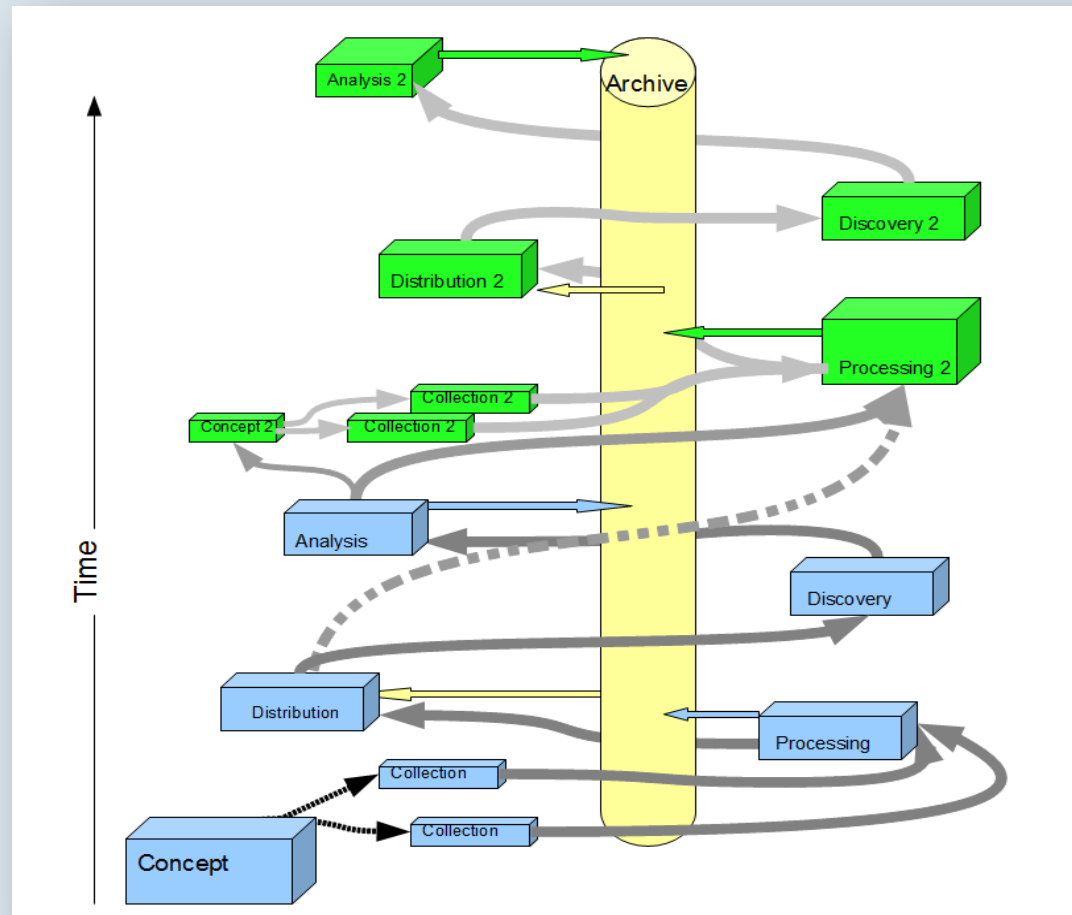 Analysis 2
Archive
Discovery 2
Distribution 2
Processing 2
Collection 2
Concept 2
Collection 2
Analysis
Time
Discovery
Distribution
Processing
Collection
Collection
Concept